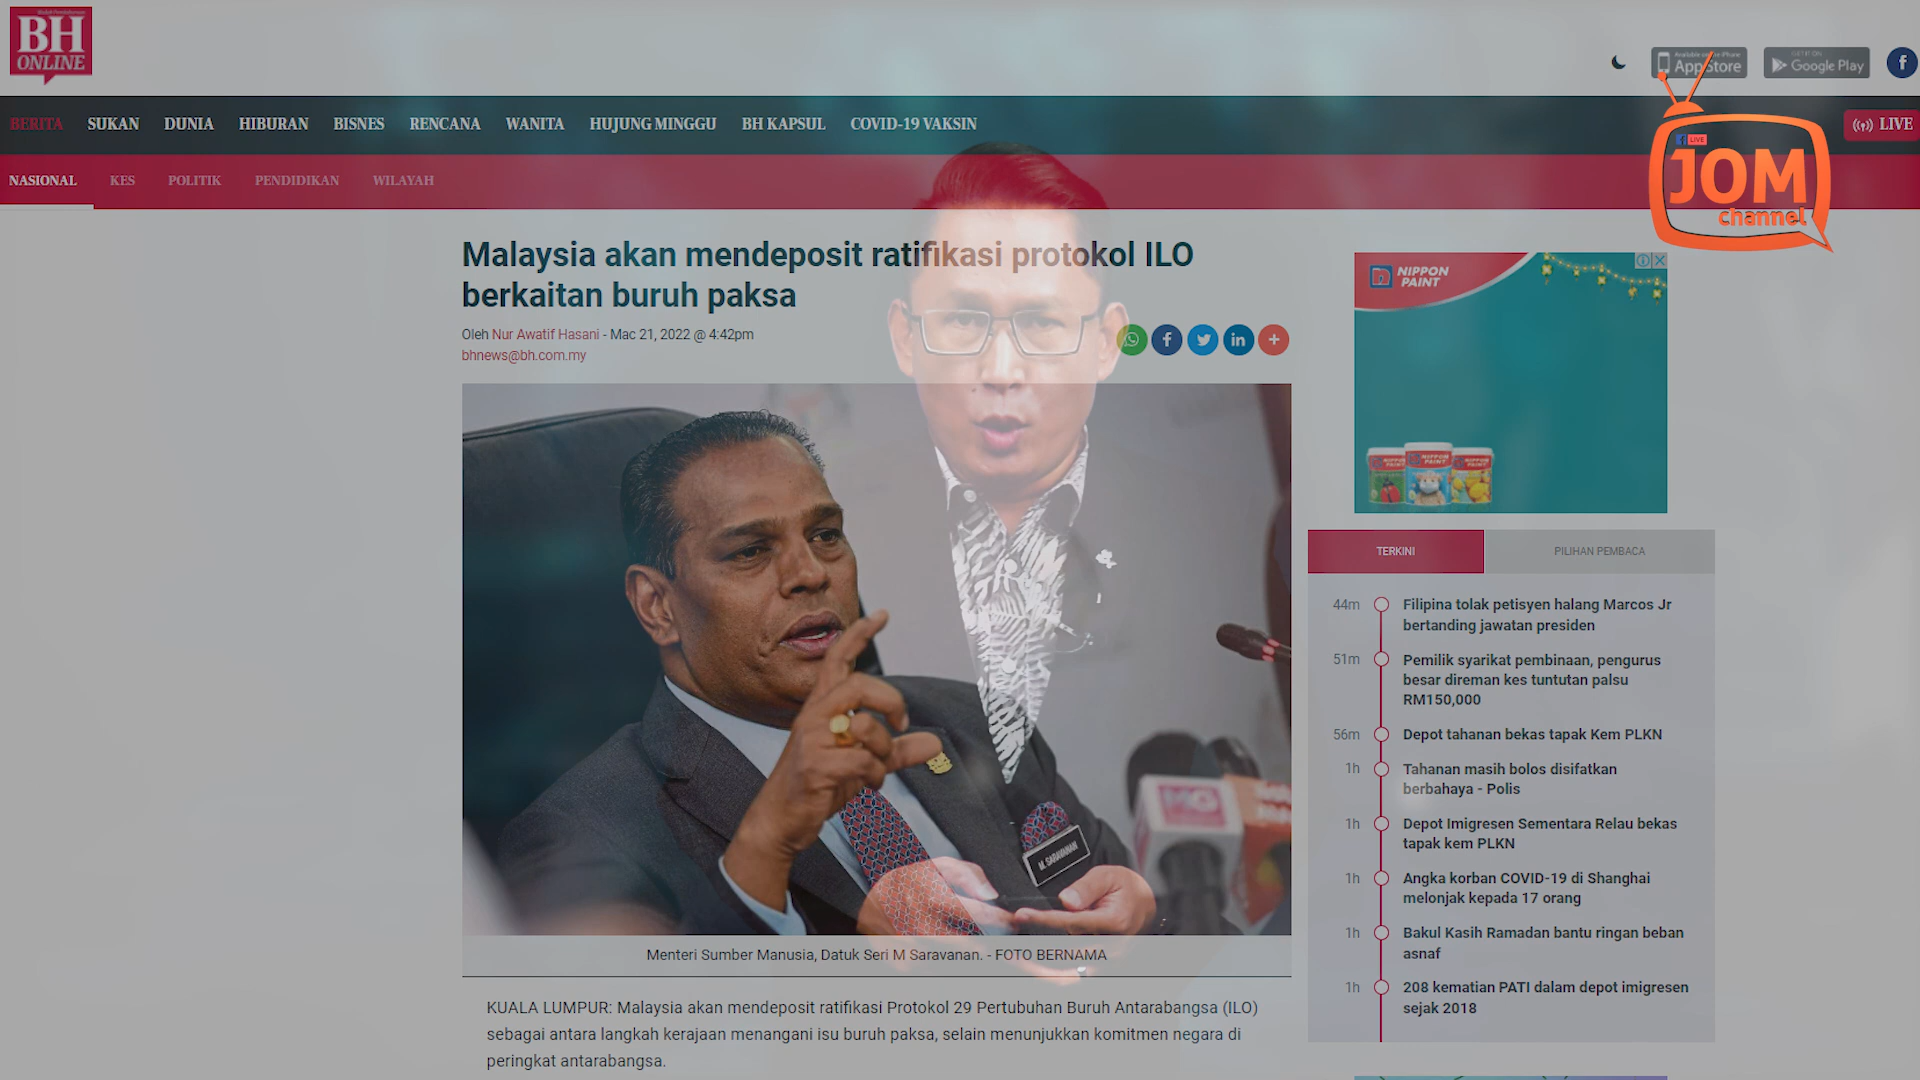 BH
ONLINE
App Store
Google Play
f
BERITA SUKAN DUNIA HIBURAN BISNES RENCANA WANITA HUJUNG MINGGU BH KAPSUL COVID-19 VAKSIN
LIVE
NASIONAL KES POLITIK PENDIDIKAN WILAYAH
LIVE
JOM
channel
Malaysia akan mendeposit ratifikasi protokol ILO
berkaitan buruh paksa
Oleh Nur Awatif Hasani - Mac 21, 2022 @ 4:42pm
bhnews@bh.com.my
NIPPON
PAINT
M. SARAVANAN
Menteri Sumber Manusia, Datuk Seri M Saravanan. - FOTO BERNAMA
KUALA LUMPUR: Malaysia akan mendeposit ratifikasi Protokol 29 Pertubuhan Buruh Antarabangsa (ILO)
sebagai antara langkah kerajaan menangani isu buruh paksa, selain menunjukkan komitmen negara di
peringkat antarabangsa.
TERKINI PILIHAN PEMBACA
44m Filipina tolak petisyen halang Marcos Jr
bertanding jawatan presiden
51m Pemilik syarikat pembinaan, pengurus
besar direman kes tuntutan palsu
RM150,000
56m Depot tahanan bekas tapak Kem PLKN
1h Tahanan masih bolos disifatkan
berbahaya - Polis
1h Depot Imigresen Sementara Relau bekas
tapak kem PLKN
1h Angka korban COVID-19 di Shanghai
melonjak kepada 17 orang
1h Bakul Kasih Ramadan bantu ringan beban
asnaf
1h 208 kematian PATI dalam depot imigresen
sejak 2018